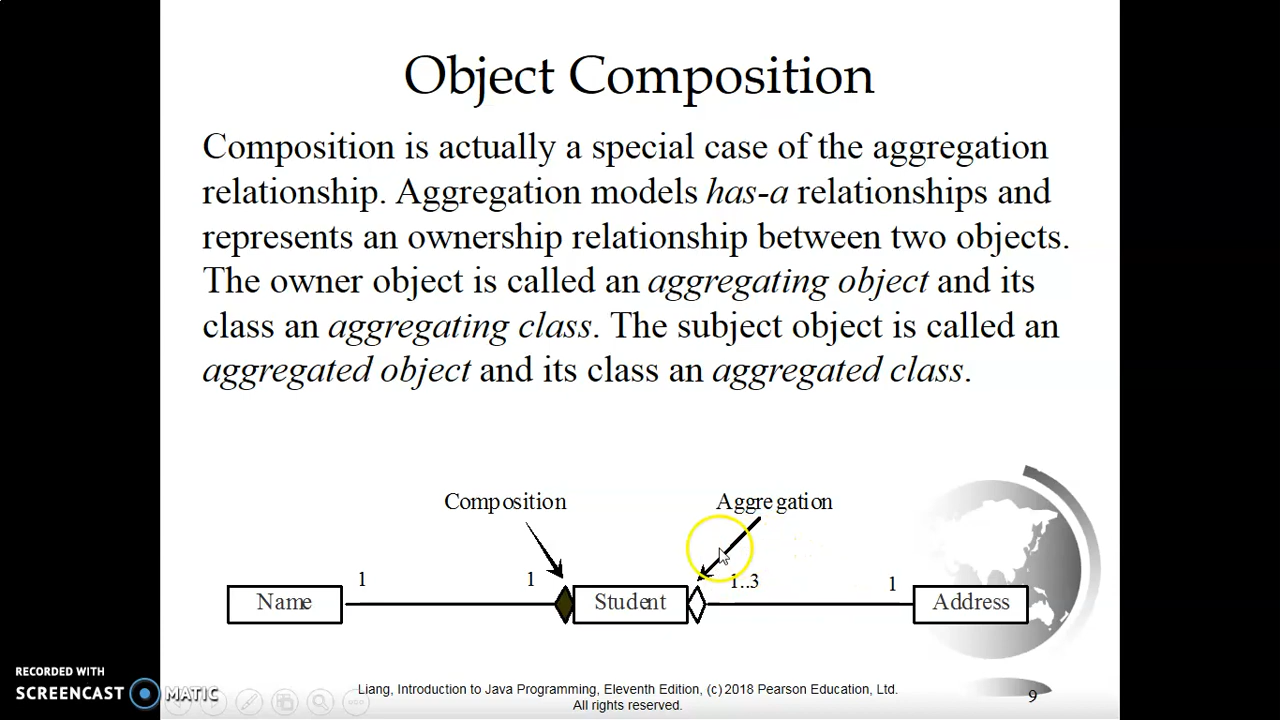 Object Composition
Composition is actually a special case of the aggregation
relationship. Aggregation models has-a relationships and
represents an ownership relationship between two objects.
The owner object is called an aggregating object and its
class an aggregating class. The subject object is called an
aggregated object and its class an aggregated class.
Composition Aggregation
1 1 1..3 1
Name Student Address
RECORDED WITH
SCREENCAST MATIC
Liang, Introduction to Java Programming, Eleventh Edition, (c) 2018 Pearson Education, Ltd.
All rights reserved.
9